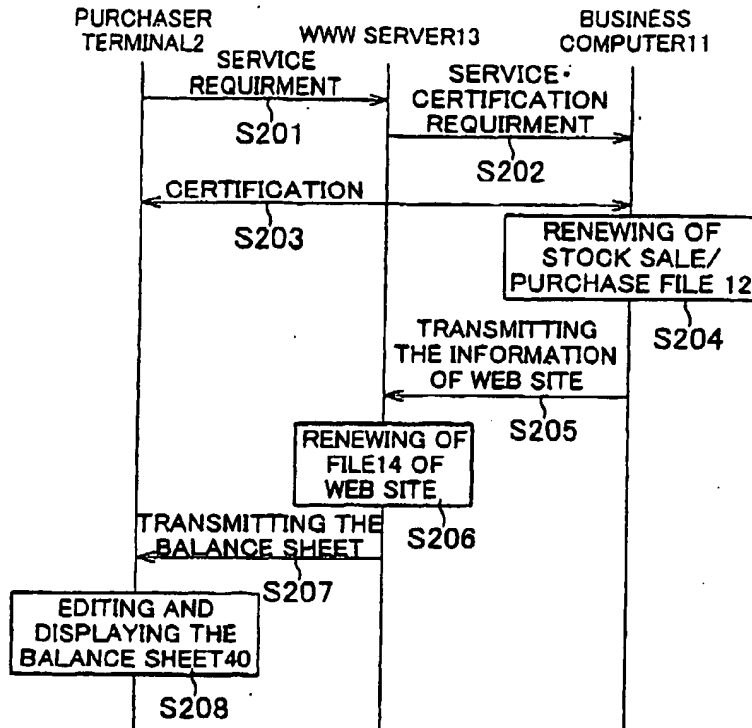 PURCHASER
TERMINAL2
WWW SERVER13
BUSINESS
COMPUTER11
SERVICE
REQUIRMENT
S201
SERVICE·
CERTIFICATION
REQUIRMENT
S202
CERTIFICATION
S203
RENEWING OF
STOCK SALE/
PURCHASE FILE 12
S204
TRANSMITTING
THE INFORMATION
OF WEB SITE
S205
RENEWING OF
FILE14 OF
WEB SITE
S206
TRANSMITTING THE
BALANCE SHEET
S207
EDITING AND
DISPLAYING THE
BALANCE SHEET40
S208